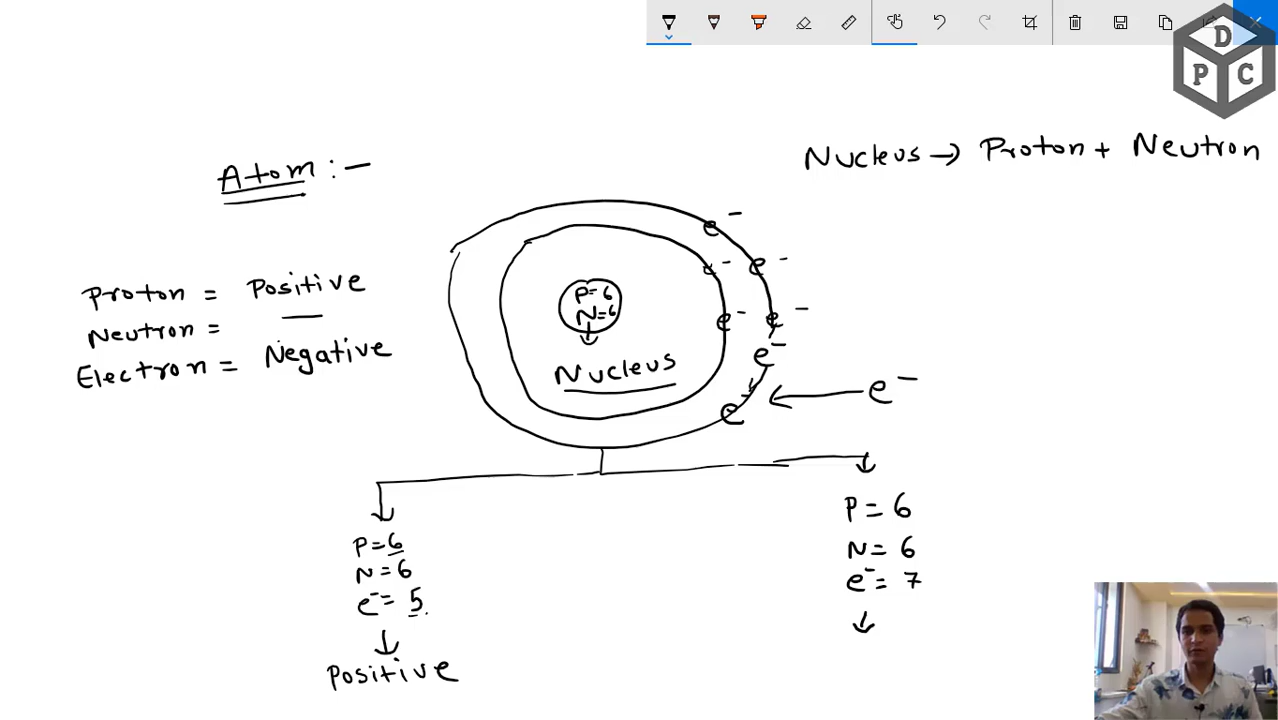 D
P C
Nucleus → Proton + Neutron
Atom :-
e⁻
e⁻ e⁻
Proton = Positive
P=6
N=6
e⁻ e⁻
Neutron = —
Electron = Negative
e⁻
Nucleus
e⁻
e⁻
P = 6
N = 6
e⁻ = 7
P = 6
N = 6
e⁻ = 5.
Positive